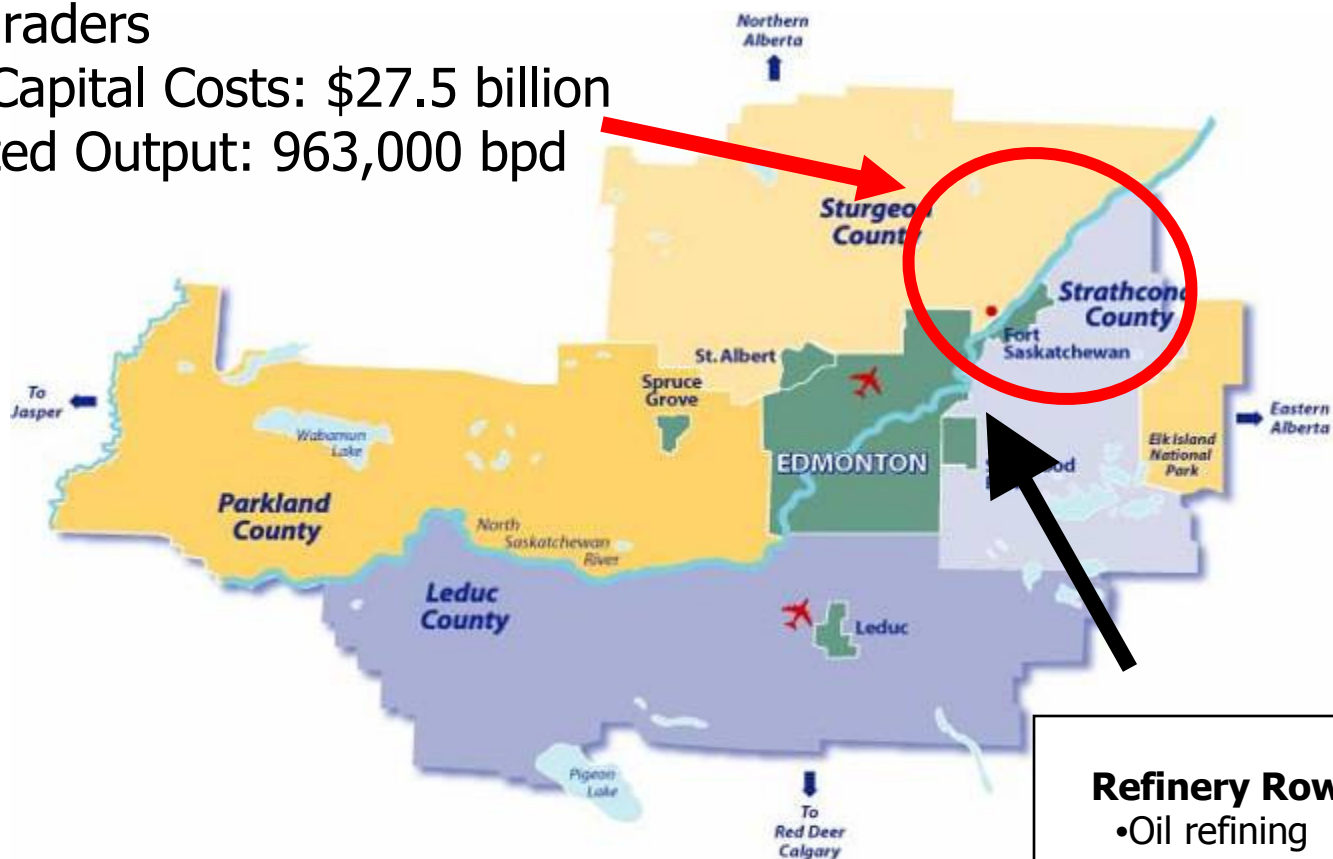 raders
Capital Costs: $27.5 billion
ed Output: 963,000 bpd
Northern
Alberta
Sturgeon
County
Strathcona
County
Fort
Saskatchewan
St. Albert
Spruce
Grove
To
Jasper
Wabamun
Lake
EDMONTON
Eastern
Alberta
Elk Island
National
Park
Parkland
County
North
Saskatchewan
River
Leduc
County
Leduc
Pigeon
Lake
To
Red Deer
Calgary
Refinery Row
•Oil refining